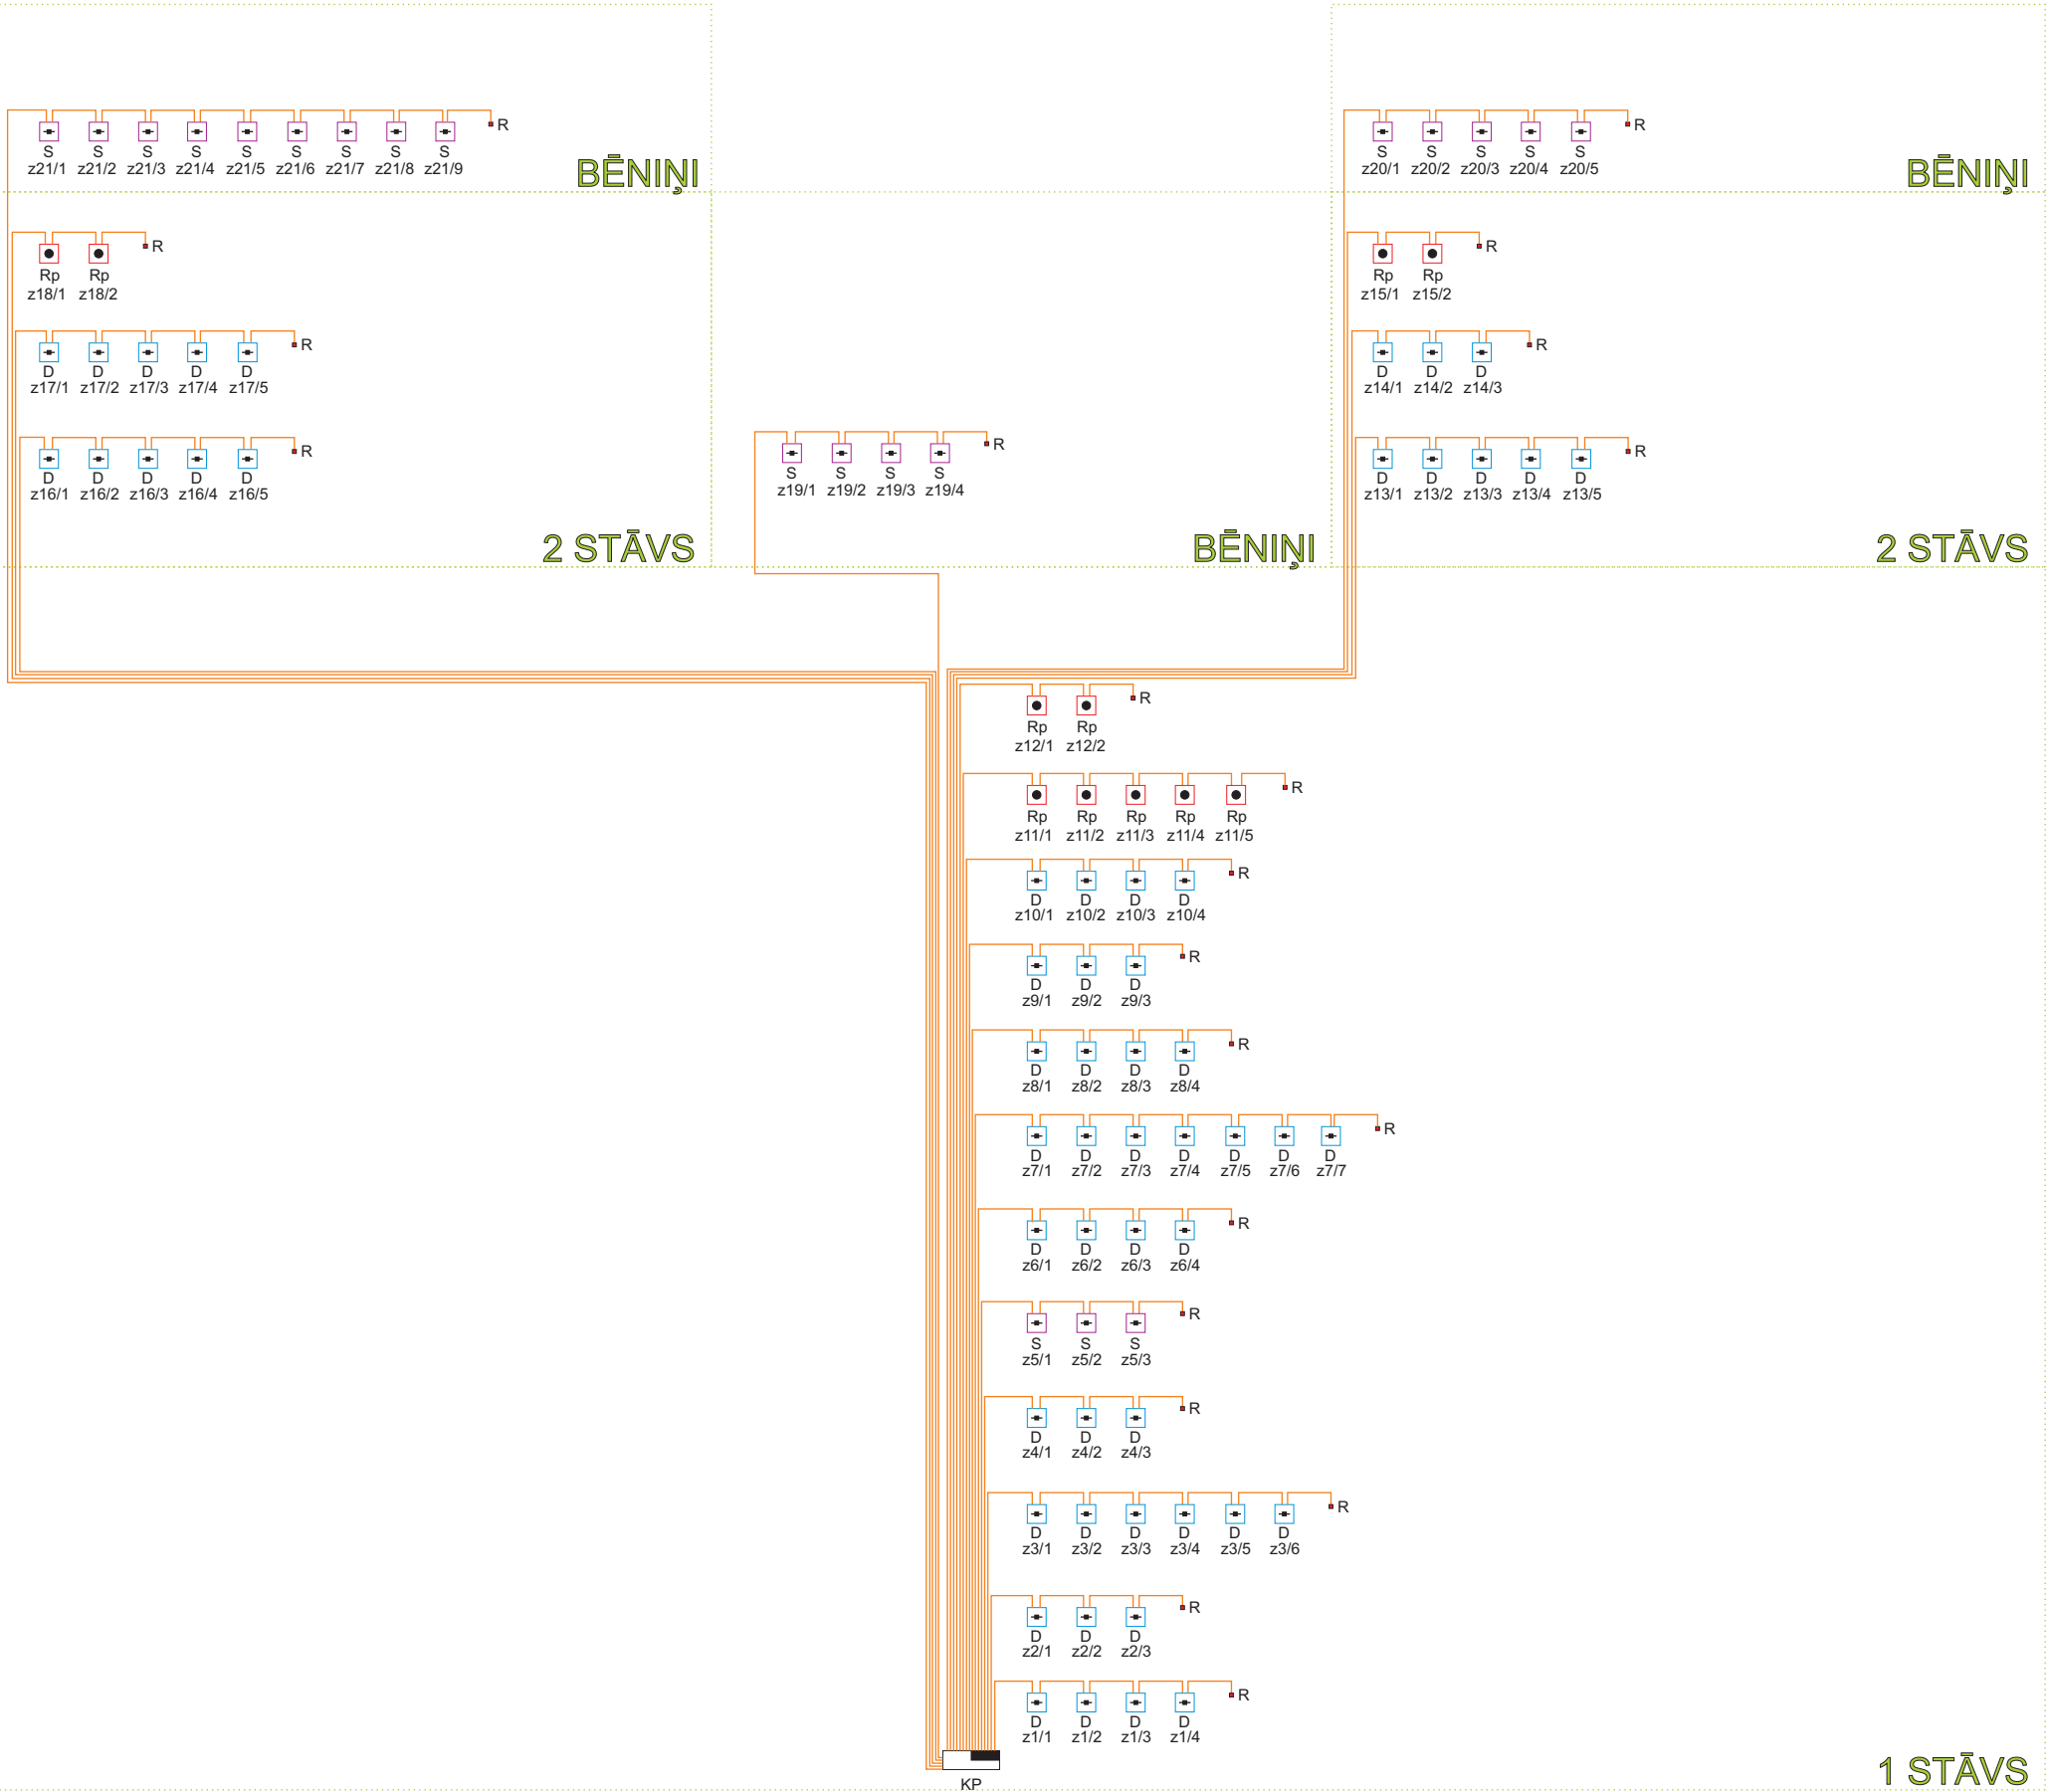 R
S S S S S S S S S
z21/1 z21/2 z21/3 z21/4 z21/5 z21/6 z21/7 z21/8 z21/9
BĒNIŅI
R
S S S S S
z20/1 z20/2 z20/3 z20/4 z20/5
BĒNIŅI
R
Rp Rp
z18/1 z18/2
R
D D D D D
z17/1 z17/2 z17/3 z17/4 z17/5
R
D D D D D
z16/1 z16/2 z16/3 z16/4 z16/5
2 STĀVS
R
S S S S
z19/1 z19/2 z19/3 z19/4
BĒNIŅI
R
Rp Rp
z15/1 z15/2
R
D D D
z14/1 z14/2 z14/3
R
D D D D D
z13/1 z13/2 z13/3 z13/4 z13/5
2 STĀVS
R
Rp Rp
z12/1 z12/2
R
Rp Rp Rp Rp Rp
z11/1 z11/2 z11/3 z11/4 z11/5
R
D D D D
z10/1 z10/2 z10/3 z10/4
R
D D D
z9/1 z9/2 z9/3
R
D D D D
z8/1 z8/2 z8/3 z8/4
R
D D D D D D D
z7/1 z7/2 z7/3 z7/4 z7/5 z7/6 z7/7
R
D D D D
z6/1 z6/2 z6/3 z6/4
R
S S S
z5/1 z5/2 z5/3
R
D D D
z4/1 z4/2 z4/3
R
D D D D D D
z3/1 z3/2 z3/3 z3/4 z3/5 z3/6
R
D D D
z2/1 z2/2 z2/3
R
D D D D
z1/1 z1/2 z1/3 z1/4
KP
1 STĀVS